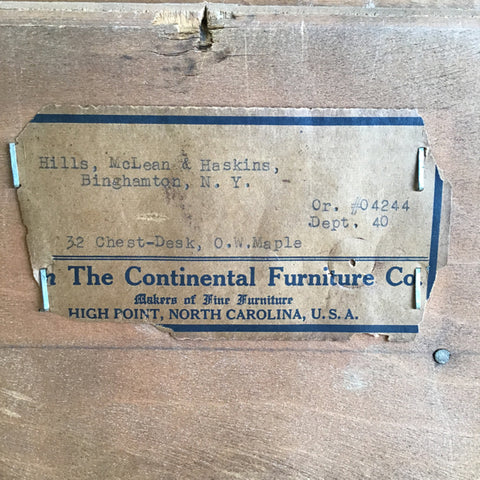 Hills, McLean & Haskins,
Binghamton, N. Y.
Or. #04244
Dept. 40
32 Chest-Desk, O.W.Maple
The Continental Furniture Co.
Makers of Fine Furniture
HIGH POINT, NORTH CAROLINA, U. S. A.